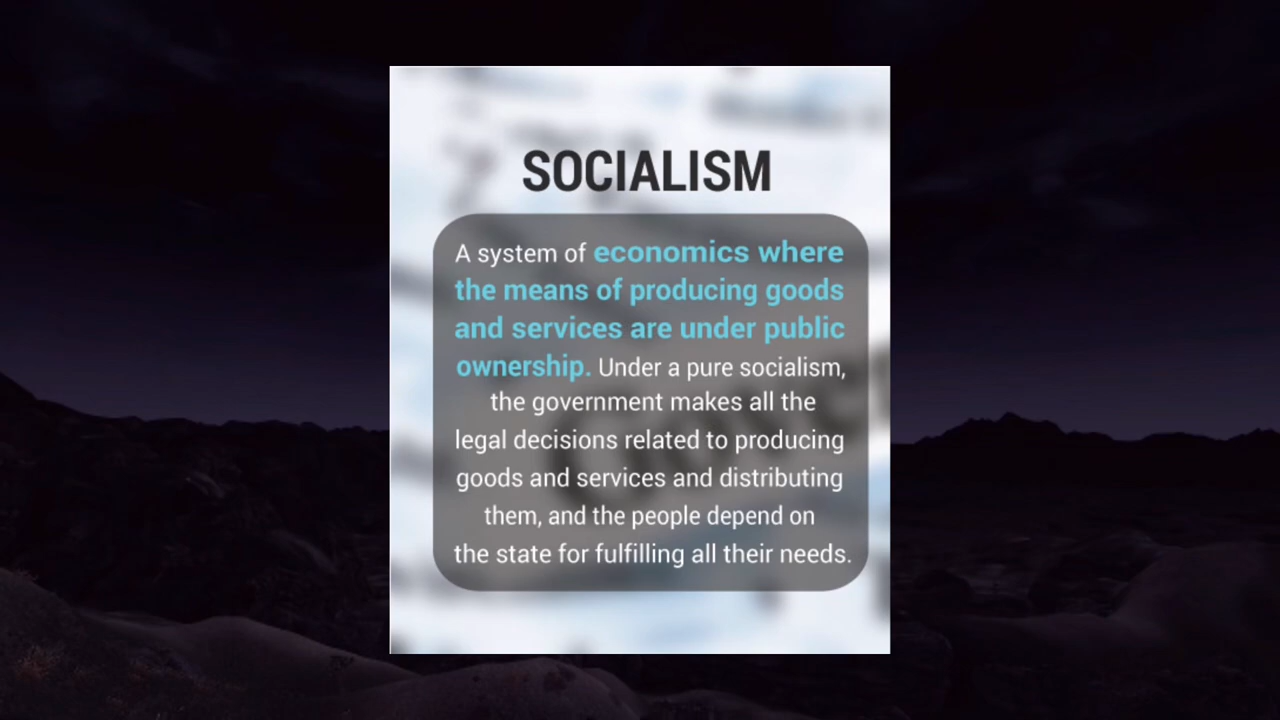 SOCIALISM
A system of economics where
the means of producing goods
and services are under public
ownership. Under a pure socialism,
the government makes all the
legal decisions related to producing
goods and services and distributing
them, and the people depend on
the state for fulfilling all their needs.